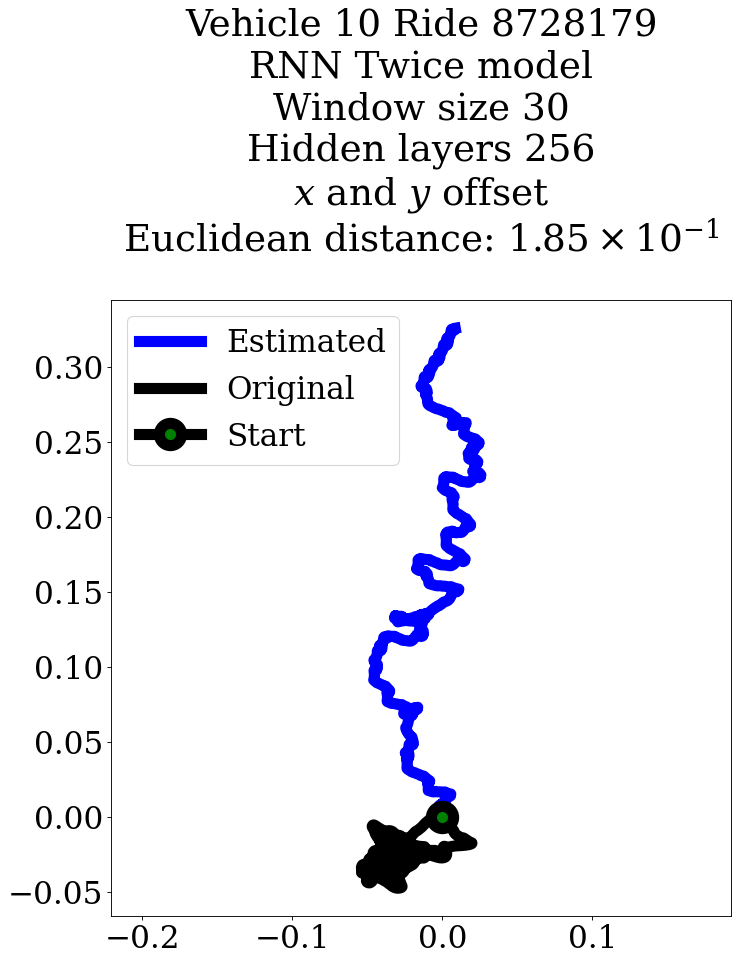 Vehicle 10 Ride 8728179
RNN Twice model
Window size 30
Hidden layers 256
x and y offset
Euclidean distance: 1.85 × 10⁻¹
Estimated
Original
Start
0.30
0.25
0.20
0.15
0.10
0.05
0.00
−0.05
−0.2 −0.1 0.0 0.1